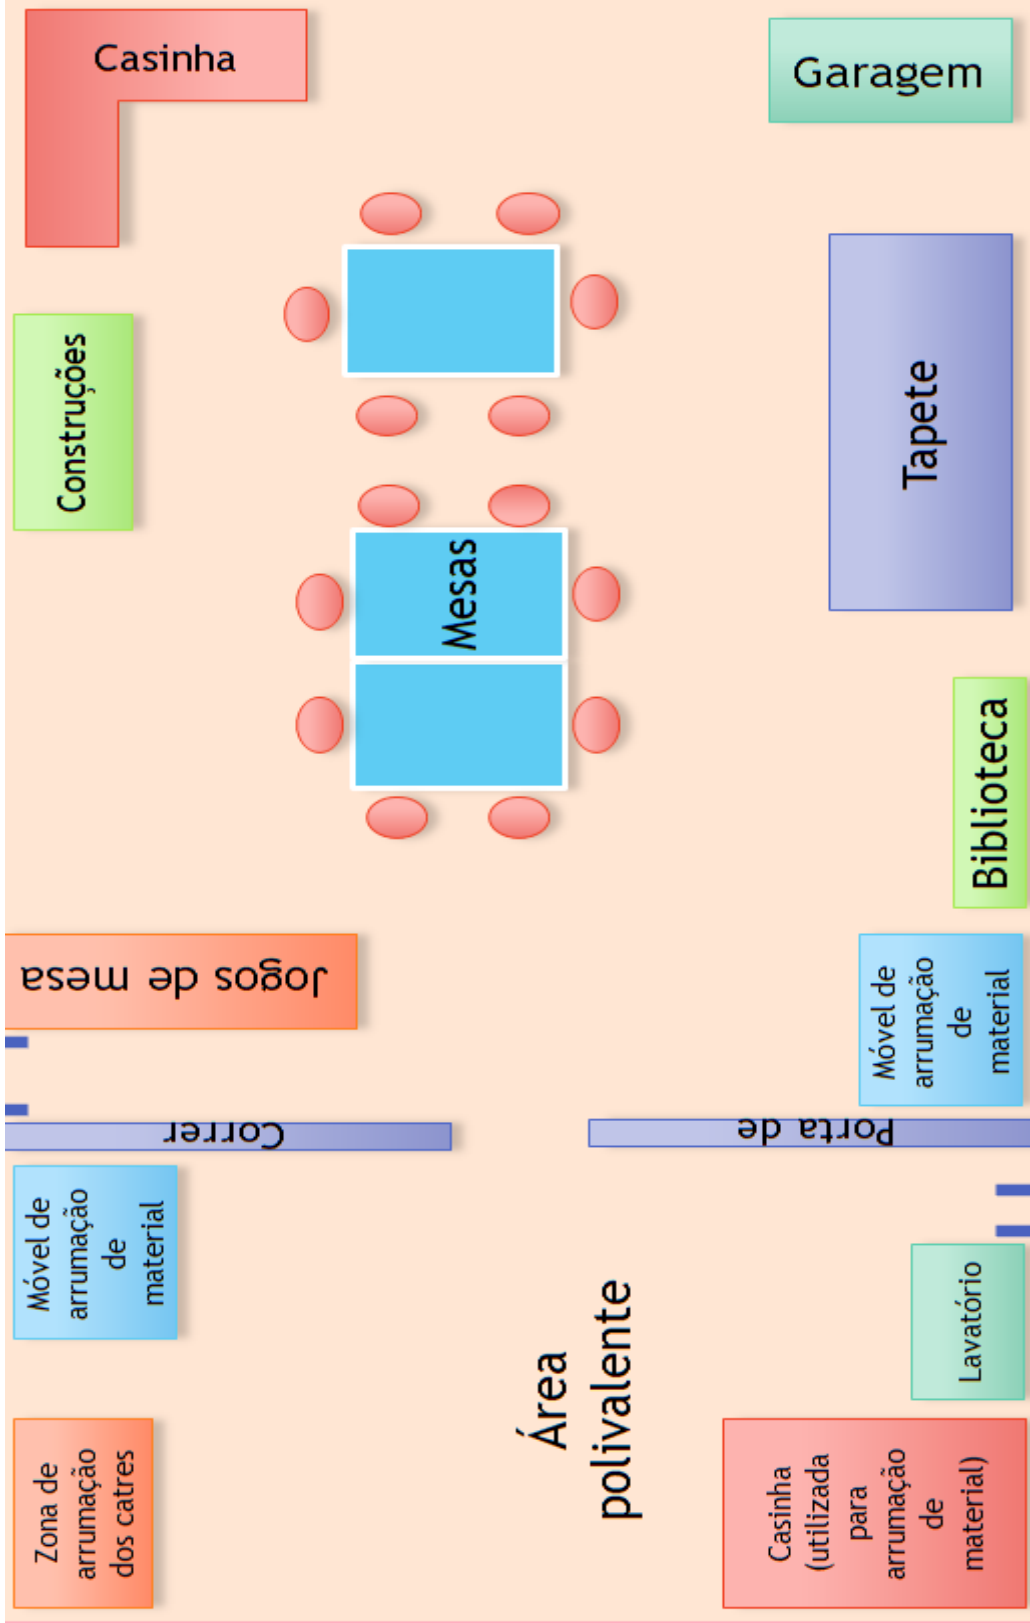 Casinha
Garagem
Construções
Tapete
Mesas
Biblioteca
Jogos de mesa
Móvel de
arrumação
de
material
Correr
Porta de
Móvel de
arrumação
de
material
Lavatório
Área
polivalente
Zona de
arrumação
dos catres
Casinha
(utilizada
para
arrumação
de
material)